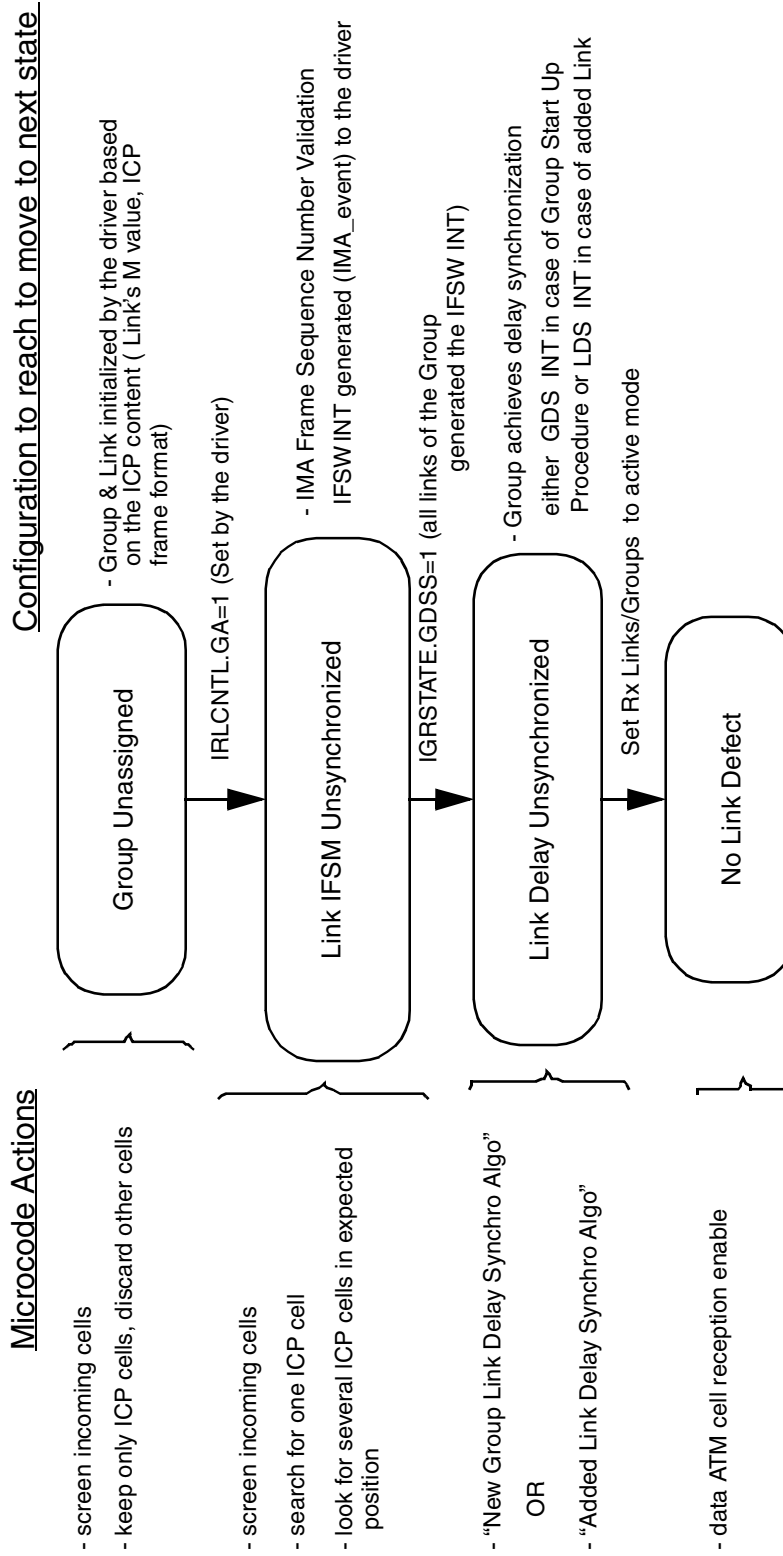 Microcode Actions
Configuration to reach to move to next state
- screen incoming cells
- keep only ICP cells, discard other cells
Group Unassigned
- Group & Link initialized by the driver based
on the ICP content ( Link's M value, ICP
frame format)
IRLCNTL.GA=1 (Set by the driver)
- screen incoming cells
- search for one ICP cell
- look for several ICP cells in expected
position
Link IFSM Unsynchronized
- IMA Frame Sequence Number Validation
IFSW INT generated (IMA_event) to the driver
IGRSTATE.GDSS=1 (all links of the Group
generated the IFSW INT)
- “New Group Link Delay Synchro Algo”
OR
- “Added Link Delay Synchro Algo”
Link Delay Unsynchronized
- Group achieves delay synchronization
either GDS INT in case of Group Start Up
Procedure or LDS INT in case of added Link
Set Rx Links/Groups to active mode
- data ATM cell reception enable
No Link Defect